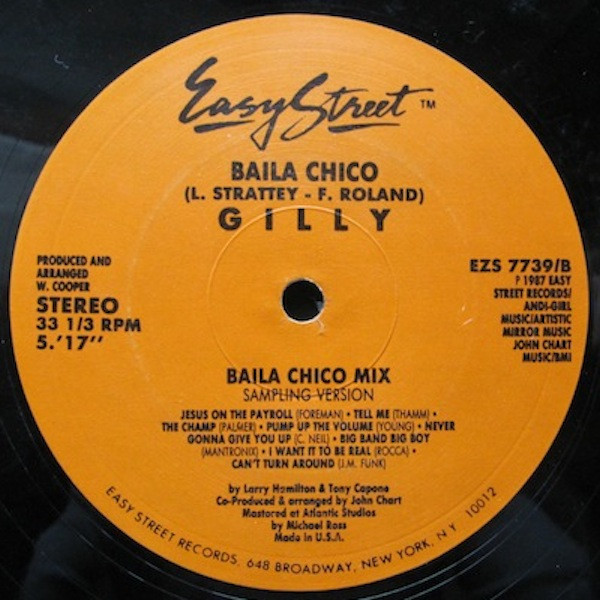 Easy Street ™
BAILA CHICO
(L. STRATTEY - F. ROLAND)
GILLY
PRODUCED AND
ARRANGED
W. COOPER
STEREO
33 1/3 RPM
5.'17''
EZS 7739/B
℗ 1987 EASY
STREET RECORDS/
ANDI-GIRL
MUSIC/ARTISTIC
MIRROR MUSIC
JOHN CHART
MUSIC/BMI
BAILA CHICO MIX
SAMPLING VERSION
JESUS ON THE PAYROLL (FOREMAN) • TELL ME (THAMM) •
THE CHAMP (PALMER) • PUMP UP THE VOLUME (YOUNG) • NEVER
GONNA GIVE YOU UP (C. NEIL) • BIG BAND BIG BOY
(MANTRONIX) • I WANT IT TO BE REAL (ROCCA) •
CAN'T TURN AROUND (J.M. FUNK)
by Larry Hamilton & Tony Capone
Co-Produced & arranged by John Chart
Mastered at Atlantic Studios
by Michael Ross
Made in U.S.A.
EASY STREET RECORDS, 648 BROADWAY, NEW YORK, N.Y. 10012